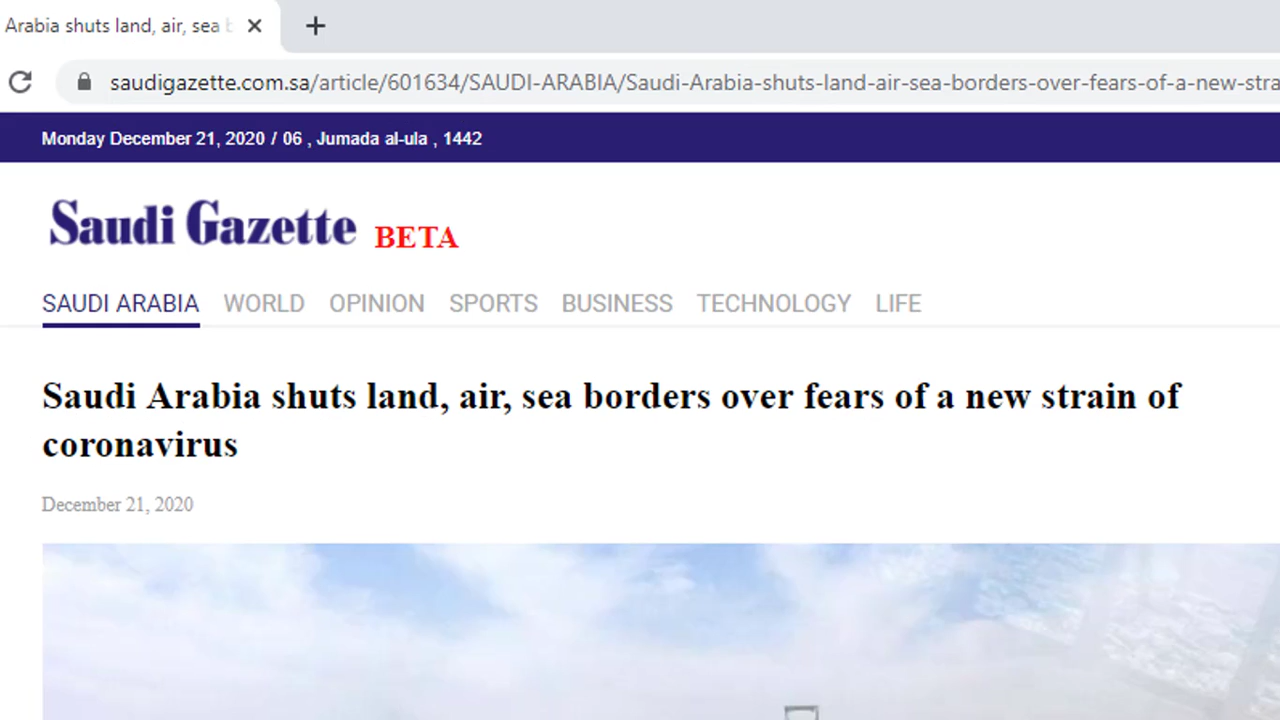 Arabia shuts land, air, sea
saudigazette.com.sa/article/601634/SAUDI-ARABIA/Saudi-Arabia-shuts-land-air-sea-borders-over-fears-of-a-new-stra
Monday December 21, 2020 / 06 , Jumada al-ula , 1442
Saudi Gazette BETA
SAUDI ARABIA WORLD OPINION SPORTS BUSINESS TECHNOLOGY LIFE
Saudi Arabia shuts land, air, sea borders over fears of a new strain of
coronavirus
December 21, 2020